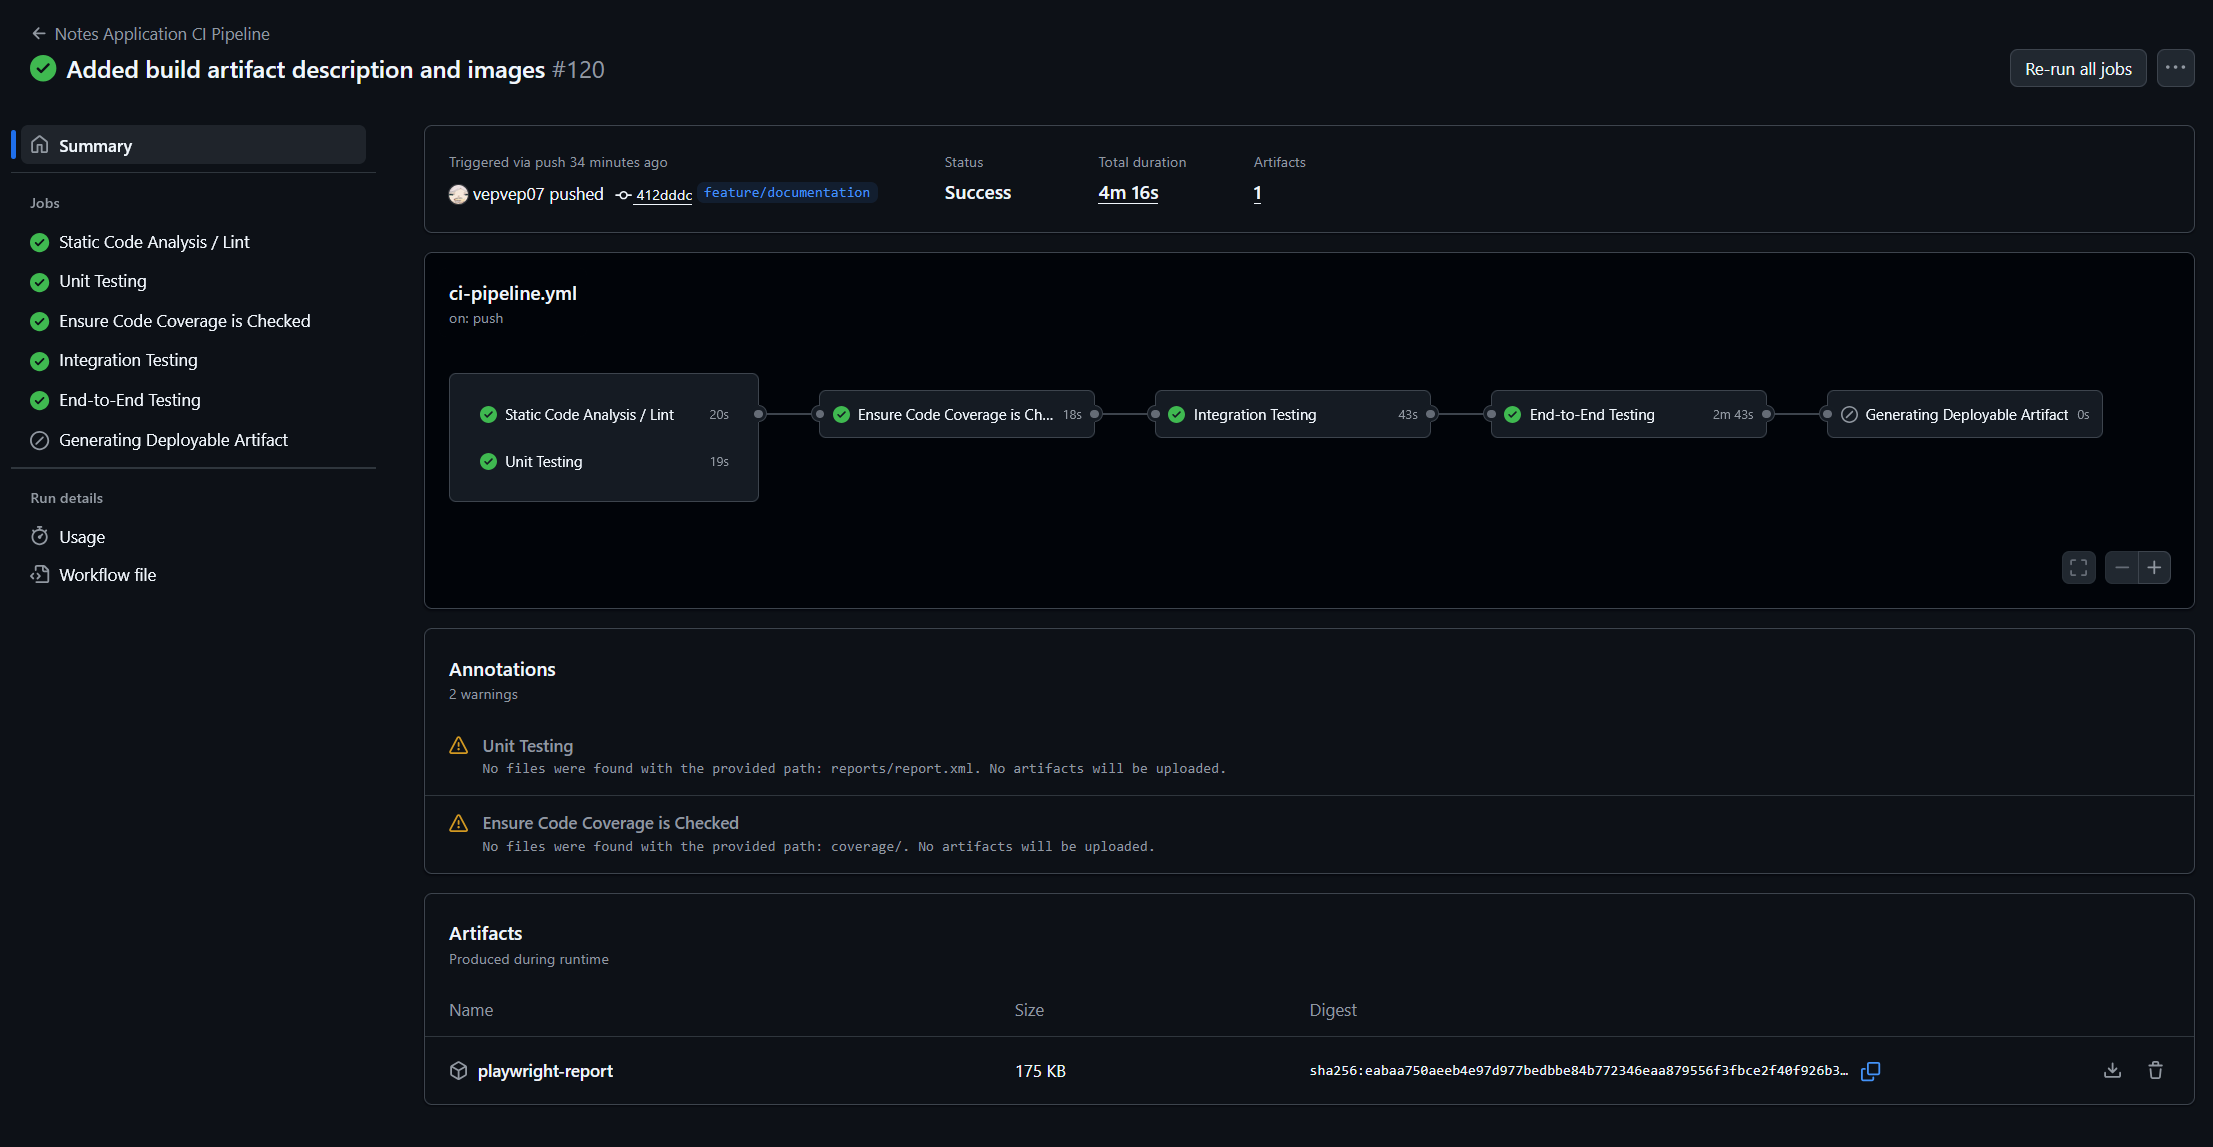 Notes Application CI Pipeline
Added build artifact description and images #120
Re-run all jobs
Summary
Jobs
Static Code Analysis / Lint
Unit Testing
Ensure Code Coverage is Checked
Integration Testing
End-to-End Testing
Generating Deployable Artifact
Run details
Usage
Workflow file
Triggered via push 34 minutes ago
vepvep07 pushed 412dddc feature/documentation
Status
Success
Total duration
4m 16s
Artifacts
1
ci-pipeline.yml
on: push
Static Code Analysis / Lint 20s
Unit Testing 19s
Ensure Code Coverage is Ch... 18s
Integration Testing 43s
End-to-End Testing 2m 43s
Generating Deployable Artifact 0s
Annotations
2 warnings
Unit Testing
No files were found with the provided path: reports/report.xml. No artifacts will be uploaded.
Ensure Code Coverage is Checked
No files were found with the provided path: coverage/. No artifacts will be uploaded.
Artifacts
Produced during runtime
Name Size Digest
playwright-report 175 KB sha256:eabaa750aeeb4e97d977bedbbe84b772346eaa879556f3fbce2f40f926b3…